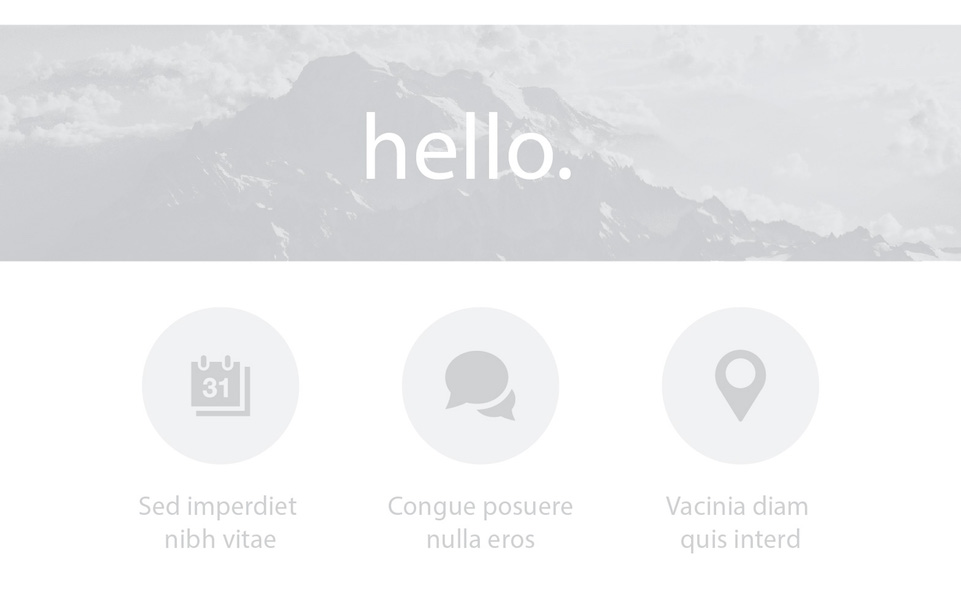 hello.
31
Sed imperdiet
nibh vitae
Congue posuere
nulla eros
Vacinia diam
quis interd